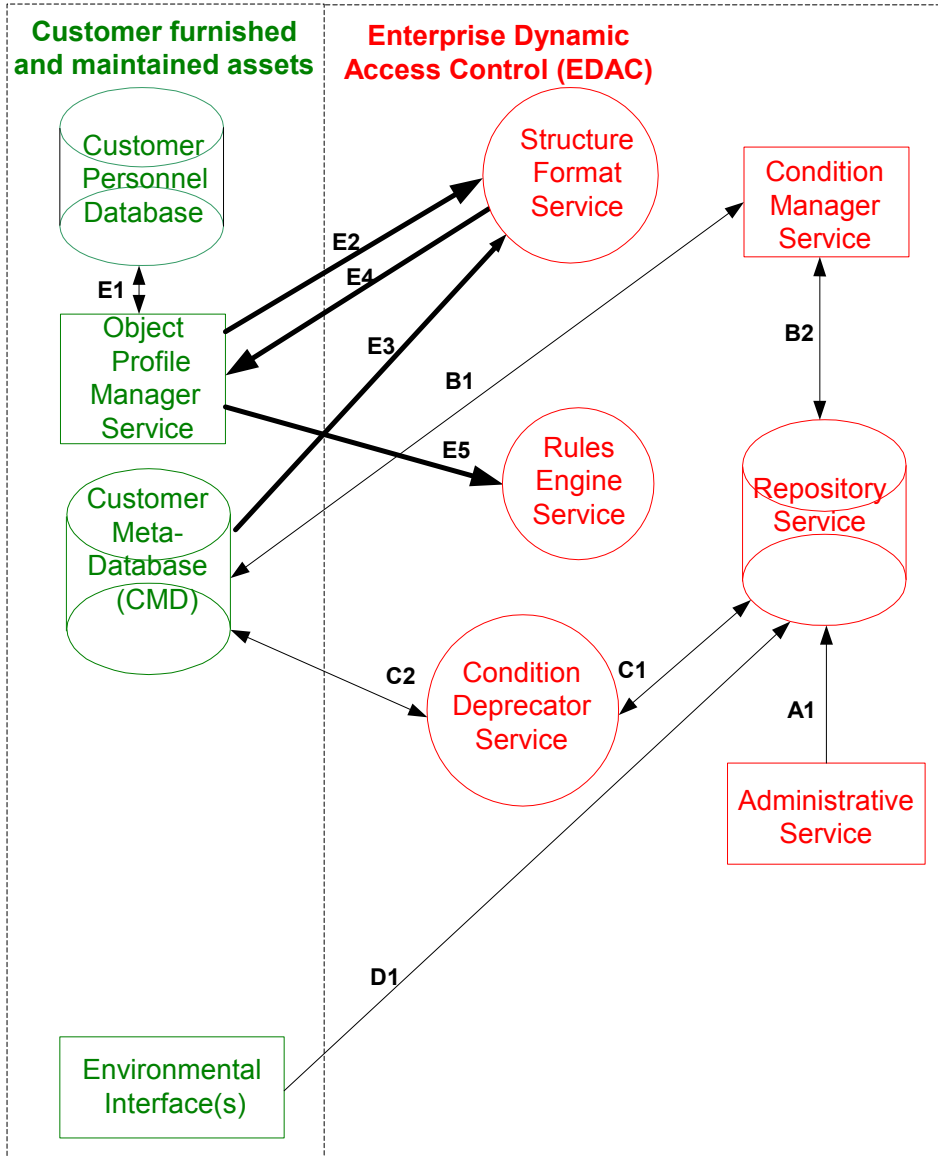 Customer furnished
and maintained assets
Enterprise Dynamic
Access Control (EDAC)
Customer
Personnel
Database
Structure
Format
Service
Condition
Manager
Service
E1
E2
E4
E3
B1
B2
Object
Profile
Manager
Service
E5
Rules
Engine
Service
Repository
Service
Customer
Meta-
Database
(CMD)
C2
Condition
Deprecator
Service
C1
A1
Administrative
Service
D1
Environmental
Interface(s)